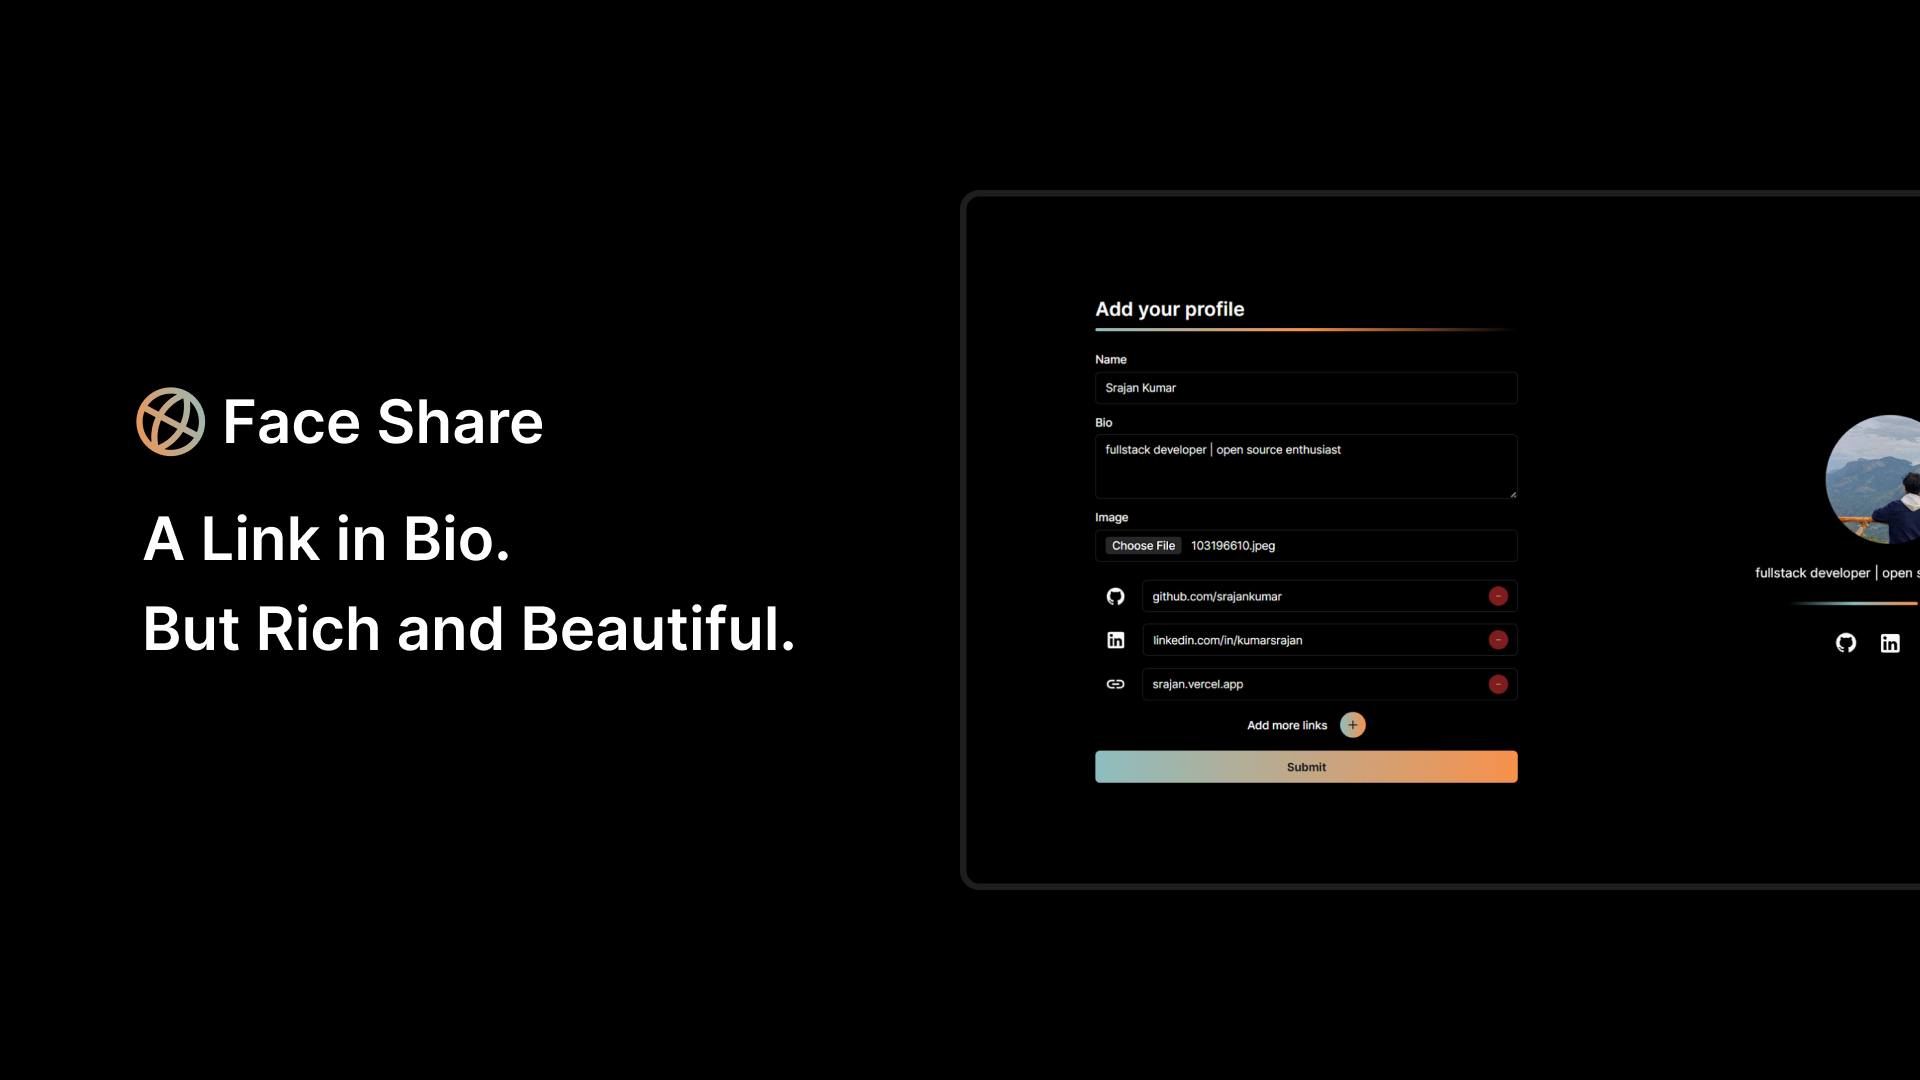 Face Share
A Link in Bio.
But Rich and Beautiful.
Add your profile
Name
Srajan Kumar
Bio
fullstack developer | open source enthusiast
Image
Choose File 103196610.jpeg
github.com/srajankumar
linkedin.com/in/kumarsrajan
srajan.vercel.app
Add more links +
Submit
fullstack developer | open